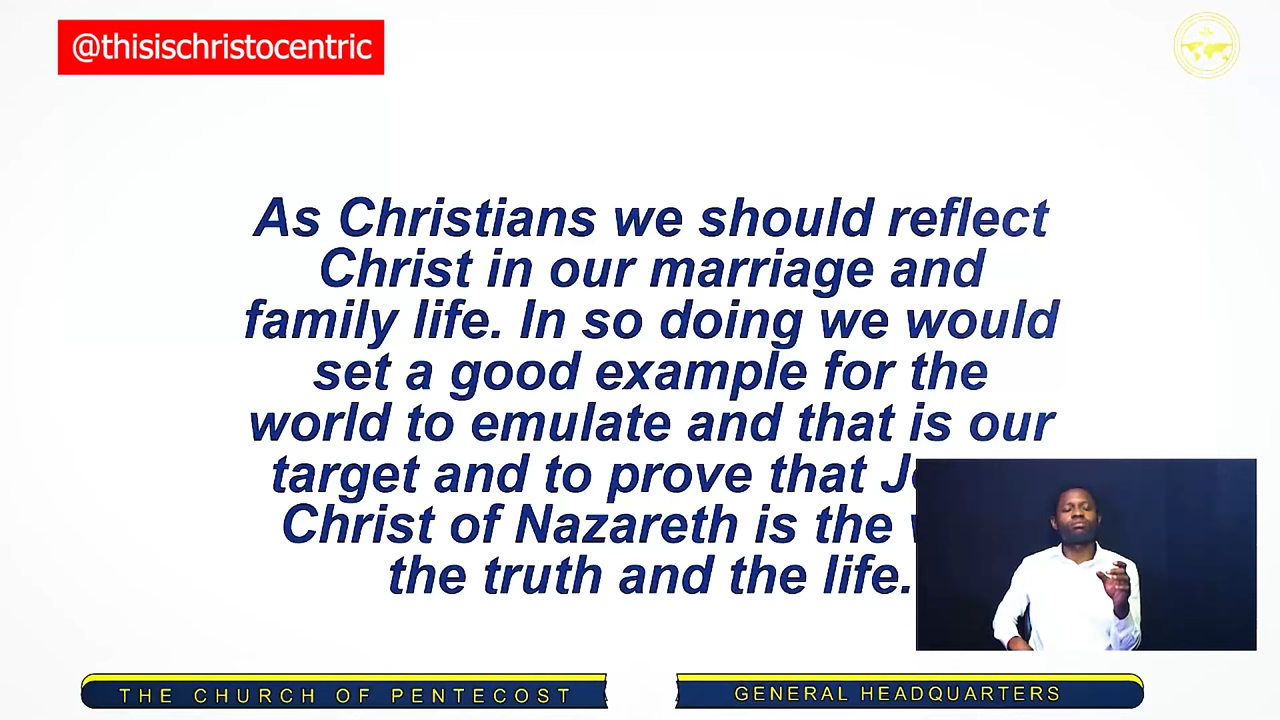 @thisischristocentric
As Christians we should reflect
Christ in our marriage and
family life. In so doing we would
set a good example for the
world to emulate and that is our
target and to prove that
Christ of Nazareth is the
the truth and the life.
THE CHURCH OF PENTECOST
GENERAL HEADQUARTERS